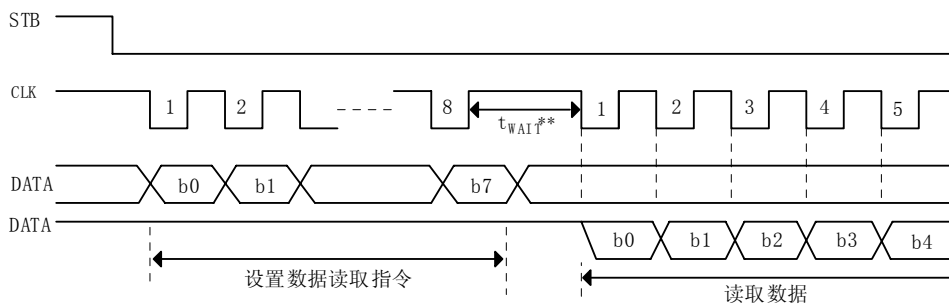 STB
CLK 1 2 8 1 2 3 4 5
tWAIT**
DATA b0 b1 b7
DATA b0 b1 b2 b3 b4
设置数据读取指令
读取数据